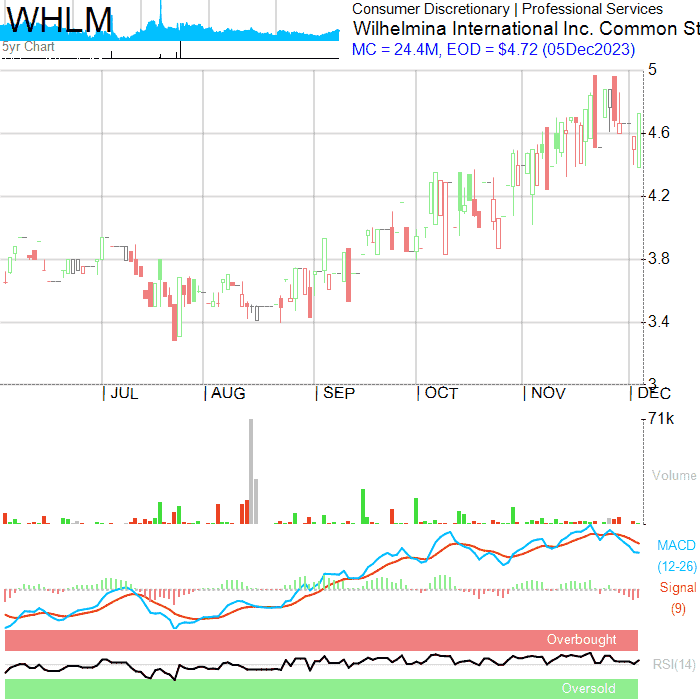 WHLM
5yr Chart
Consumer Discretionary | Professional Services
Wilhelmina International Inc. Common St
MC = 24.4M, EOD = $4.72 (05Dec2023)
5
4.6
4.2
4
3.8
3.4
3
JUL
AUG
SEP
OCT
NOV
DEC
71k
Volume
MACD
(12-26)
Signal
(9)
Overbought
RSI(14)
Oversold